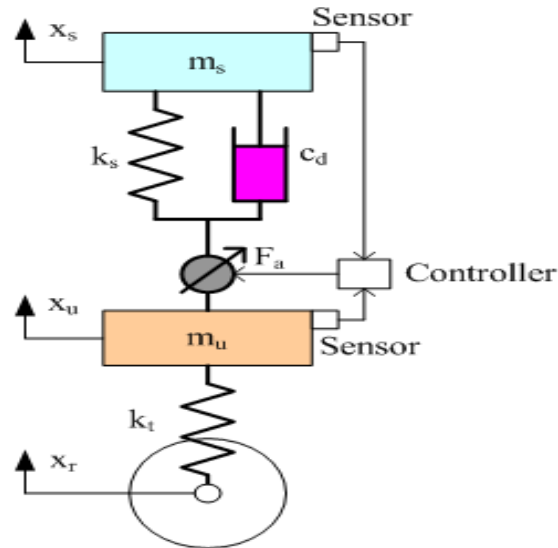 Sensor
xs
ms
ks
cd
Fa
Controller
xu
mu
Sensor
kt
xr